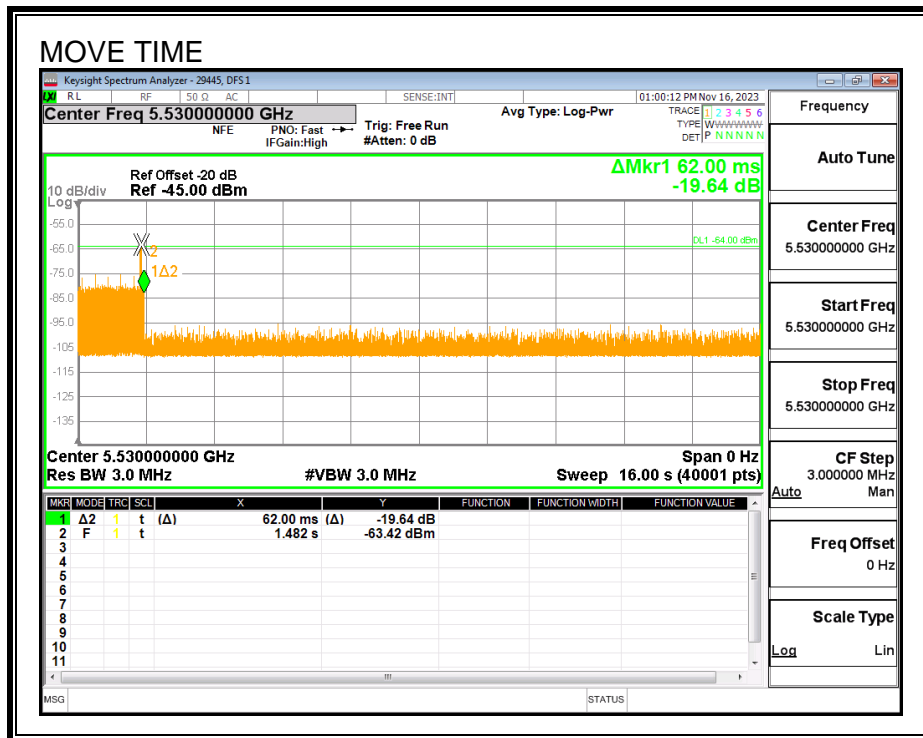 MOVE TIME
Keysight Spectrum Analyzer - 29445, DFS 1
LXI RL RF 50 Ω AC SENSE:INT 01:00:12 PM Nov 16, 2023
Center Freq 5.530000000 GHz
NFE PNO: Fast Trig: Free Run Avg Type: Log-Pwr TRACE 1 2 3 4 5 6
IFGain:High #Atten: 0 dB TYPE WWWWWW
DET P N N N N N
ΔMkr1 62.00 ms
-19.64 dB
Ref Offset -20 dB
10 dB/div Ref -45.00 dBm
Log
-55.0
-65.0
-75.0
-85.0
-95.0
-105
-115
-125
-135
DL1 -64.00 dBm
2
1Δ2
Center 5.530000000 GHz Span 0 Hz
Res BW 3.0 MHz #VBW 3.0 MHz Sweep 16.00 s (40001 pts)
MKR MODE TRC SCL X Y FUNCTION FUNCTION WIDTH FUNCTION VALUE
1 Δ2 1 t (Δ) 62.00 ms (Δ) -19.64 dB
2 F 1 t 1.482 s -63.42 dBm
3
4
5
6
7
8
9
10
11
MSG STATUS
Frequency
Auto Tune
Center Freq
5.530000000 GHz
Start Freq
5.530000000 GHz
Stop Freq
5.530000000 GHz
CF Step
3.000000 MHz
Auto Man
Freq Offset
0 Hz
Scale Type
Log Lin